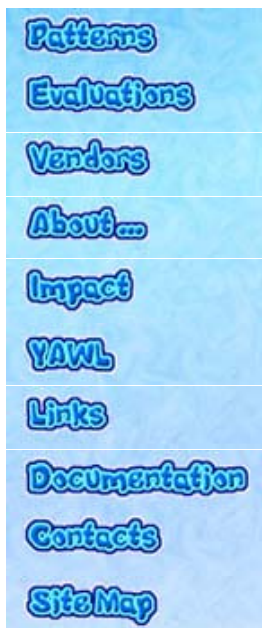 Patterns
Evaluations
Vendors
About...
Impact
YAWL
Links
Documentation
Contacts
Site Map